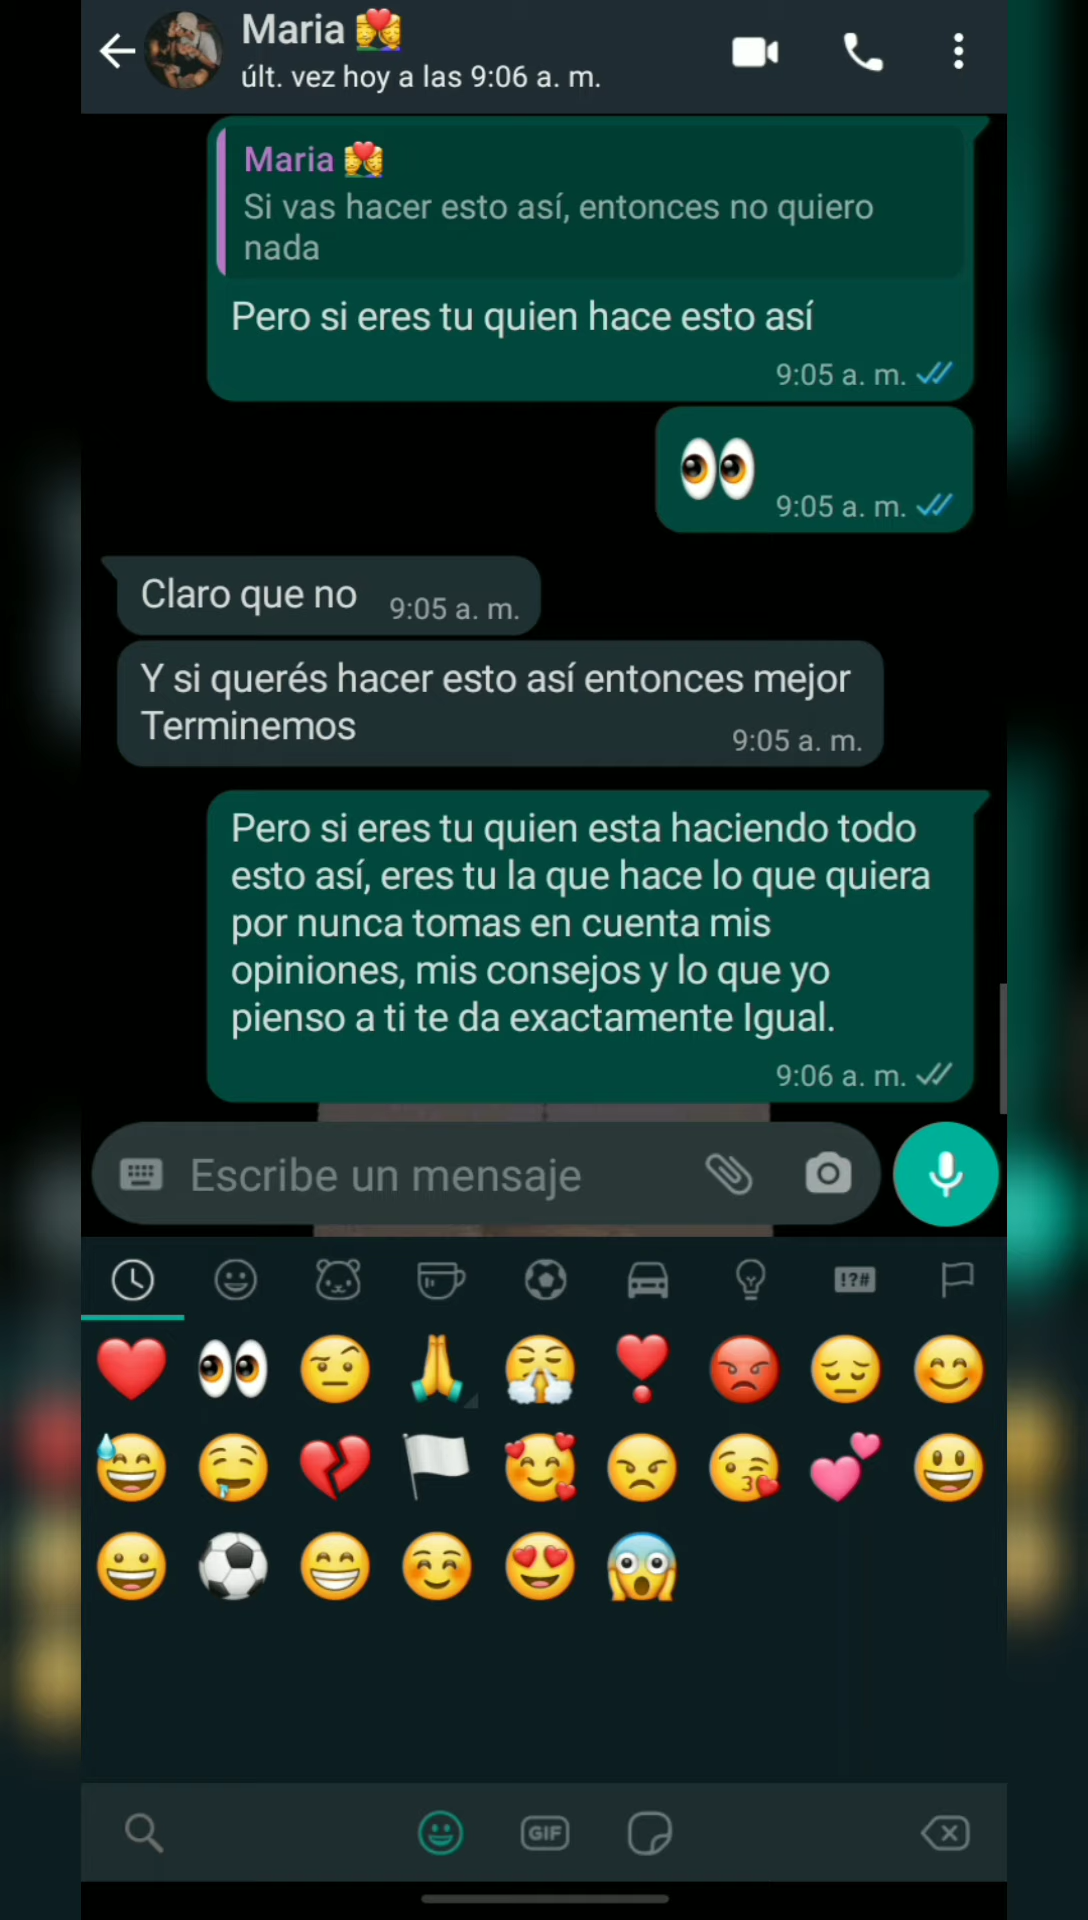 Maria
últ. vez hoy a las 9:06 a. m.
Maria
Si vas hacer esto así, entonces no quiero
nada
Pero si eres tu quien hace esto así
9:05 a. m.
9:05 a. m.
Claro que no
9:05 a. m.
Y si querés hacer esto así entonces mejor
Terminemos
9:05 a. m.
Pero si eres tu quien esta haciendo todo
esto así, eres tu la que hace lo que quiera
por nunca tomas en cuenta mis
opiniones, mis consejos y lo que yo
pienso a ti te da exactamente Igual.
9:06 a. m.
Escribe un mensaje
!?#
GIF